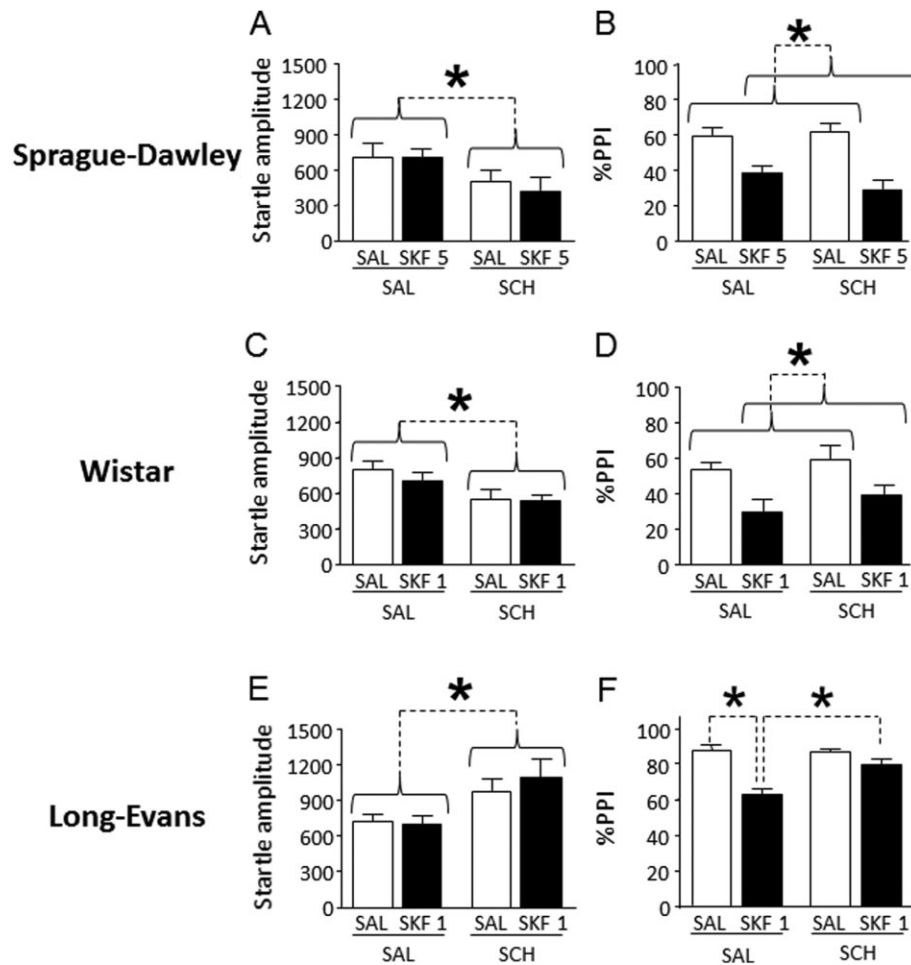 A
B
Sprague-Dawley
Startle amplitude
1500
1200
900
600
300
0
*
SAL SKF 5 SAL SKF 5
SAL SCH
%PPI
100
80
60
40
20
0
*
SAL SKF 5 SAL SKF 5
SAL SCH
C
D
Wistar
Startle amplitude
1500
1200
900
600
300
0
*
SAL SKF 1 SAL SKF 1
SAL SCH
%PPI
100
80
60
40
20
0
*
SAL SKF 1 SAL SKF 1
SAL SCH
E
F
Long-Evans
Startle amplitude
1500
1200
900
600
300
0
*
SAL SKF 1 SAL SKF 1
SAL SCH
%PPI
100
80
60
40
20
0
* *
SAL SKF 1 SAL SKF 1
SAL SCH